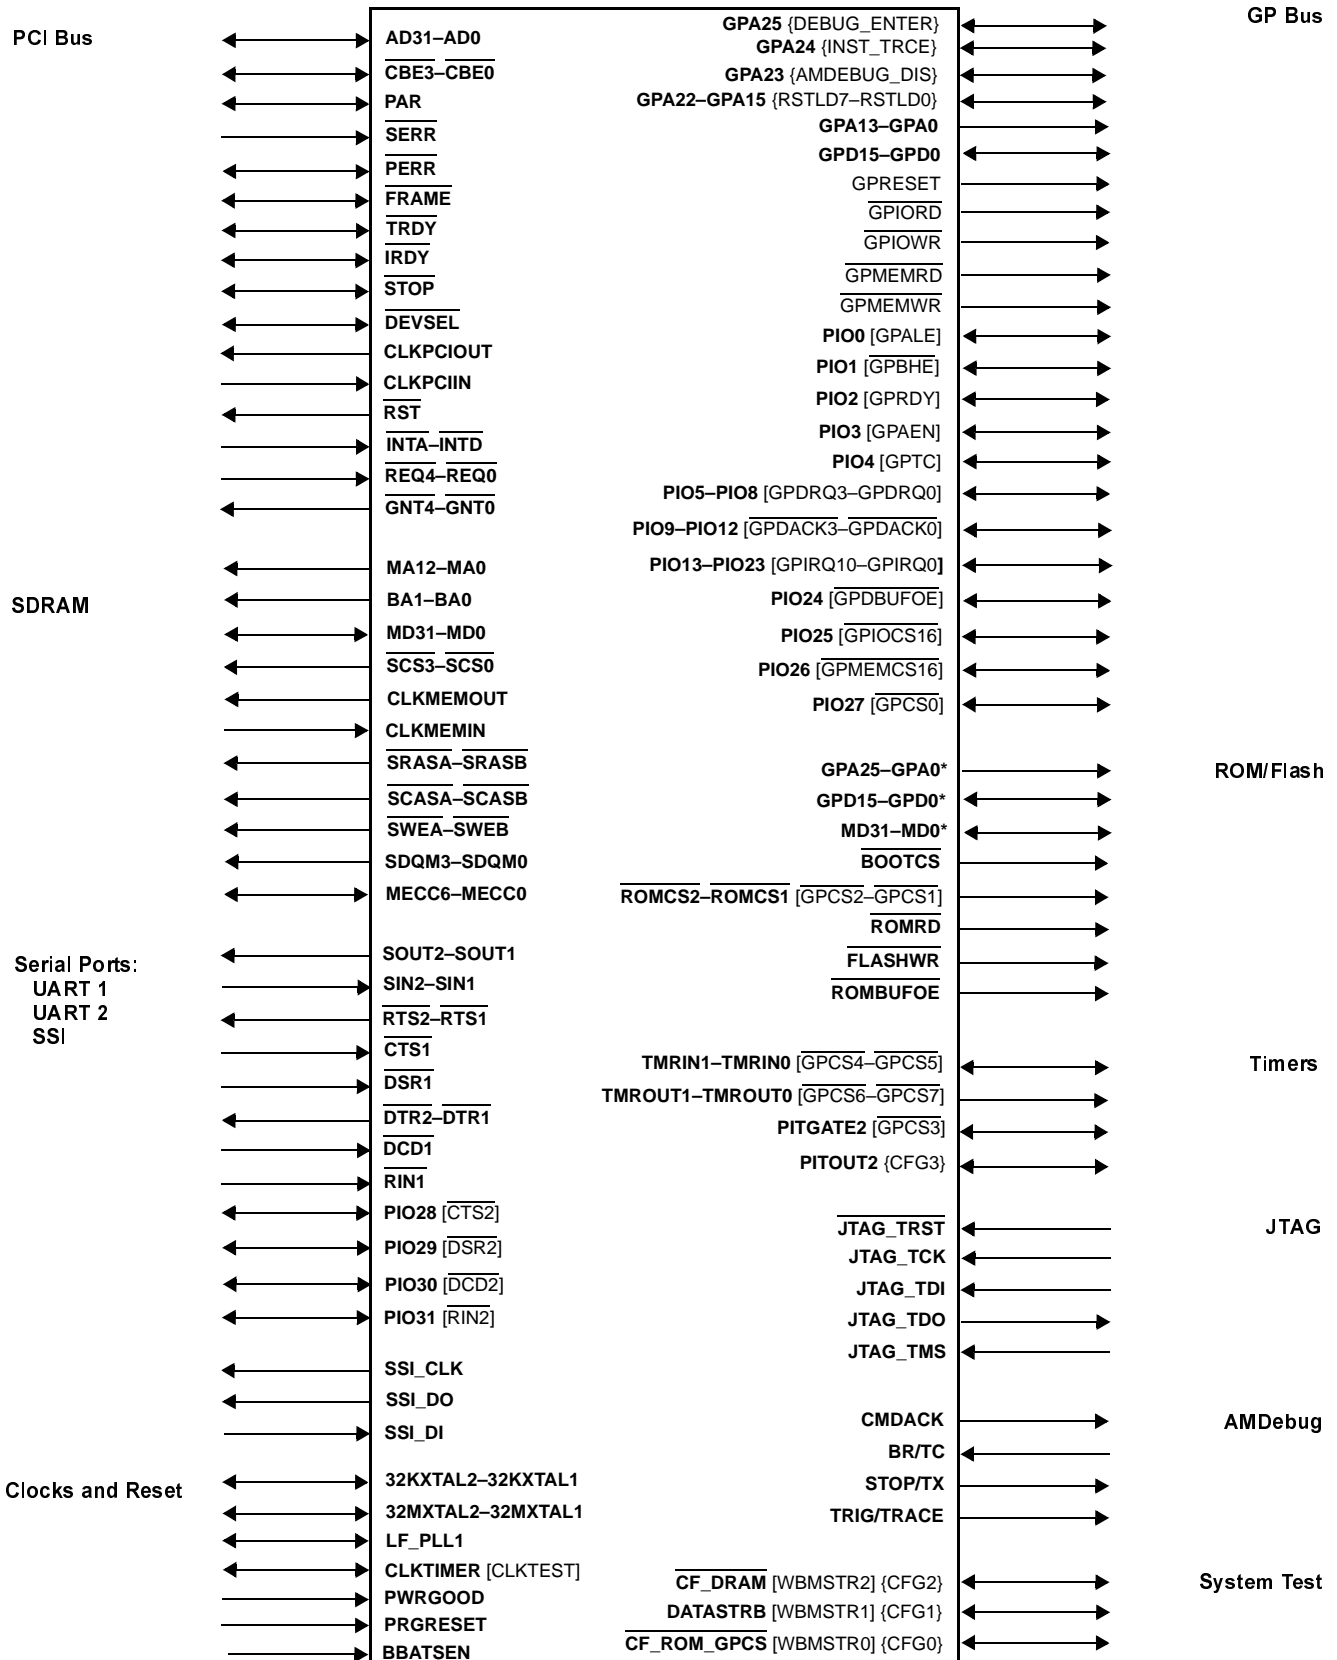 PCI Bus
AD31–AD0
CBE3–CBE0
PAR
SERR
PERR
FRAME
TRDY
IRDY
STOP
DEVSEL
CLKPCIOUT
CLKPCIIN
RST
INTA–INTD
REQ4–REQ0
GNT4–GNT0
SDRAM
MA12–MA0
BA1–BA0
MD31–MD0
SCS3–SCS0
CLKMEMOUT
CLKMEMIN
SRASA–SRASB
SCASA–SCASB
SWEA–SWEB
SDQM3–SDQM0
MECC6–MECC0
Serial Ports:
UART 1
UART 2
SSI
SOUT2–SOUT1
SIN2–SIN1
RTS2–RTS1
CTS1
DSR1
DTR2–DTR1
DCD1
RIN1
PIO28 [CTS2]
PIO29 [DSR2]
PIO30 [DCD2]
PIO31 [RIN2]
SSI_CLK
SSI_DO
SSI_DI
Clocks and Reset
32KXTAL2–32KXTAL1
32MXTAL2–32MXTAL1
LF_PLL1
CLKTIMER [CLKTEST]
PWRGOOD
PRGRESET
BBATSEN
GP Bus
GPA25 {DEBUG_ENTER}
GPA24 {INST_TRCE}
GPA23 {AMDEBUG_DIS}
GPA22–GPA15 {RSTLD7–RSTLD0}
GPA13–GPA0
GPD15–GPD0
GPRESET
GPIORD
GPIOWR
GPMEMRD
GPMEMWR
PIO0 [GPALE]
PIO1 [GPBHE]
PIO2 [GPRDY]
PIO3 [GPAEN]
PIO4 [GPTC]
PIO5–PIO8 [GPDRQ3–GPDRQ0]
PIO9–PIO12 [GPDACK3–GPDACK0]
PIO13–PIO23 [GPIRQ10–GPIRQ0]
PIO24 [GPDBUFOE]
PIO25 [GPIOCS16]
PIO26 [GPMEMCS16]
PIO27 [GPCS0]
ROM/Flash
GPA25–GPA0*
GPD15–GPD0*
MD31–MD0*
BOOTCS
ROMCS2–ROMCS1 [GPCS2–GPCS1]
ROMRD
FLASHWR
ROMBUFOE
Timers
TMRIN1–TMRIN0 [GPCS4–GPCS5]
TMROUT1–TMROUT0 [GPCS6–GPCS7]
PITGATE2 [GPCS3]
PITOUT2 {CFG3}
JTAG
JTAG_TRST
JTAG_TCK
JTAG_TDI
JTAG_TDO
JTAG_TMS
AMDebug
CMDACK
BR/TC
STOP/TX
TRIG/TRACE
System Test
CF_DRAM [WBMSTR2] {CFG2}
DATASTRB [WBMSTR1] {CFG1}
CF_ROM_GPCS [WBMSTR0] {CFG0}